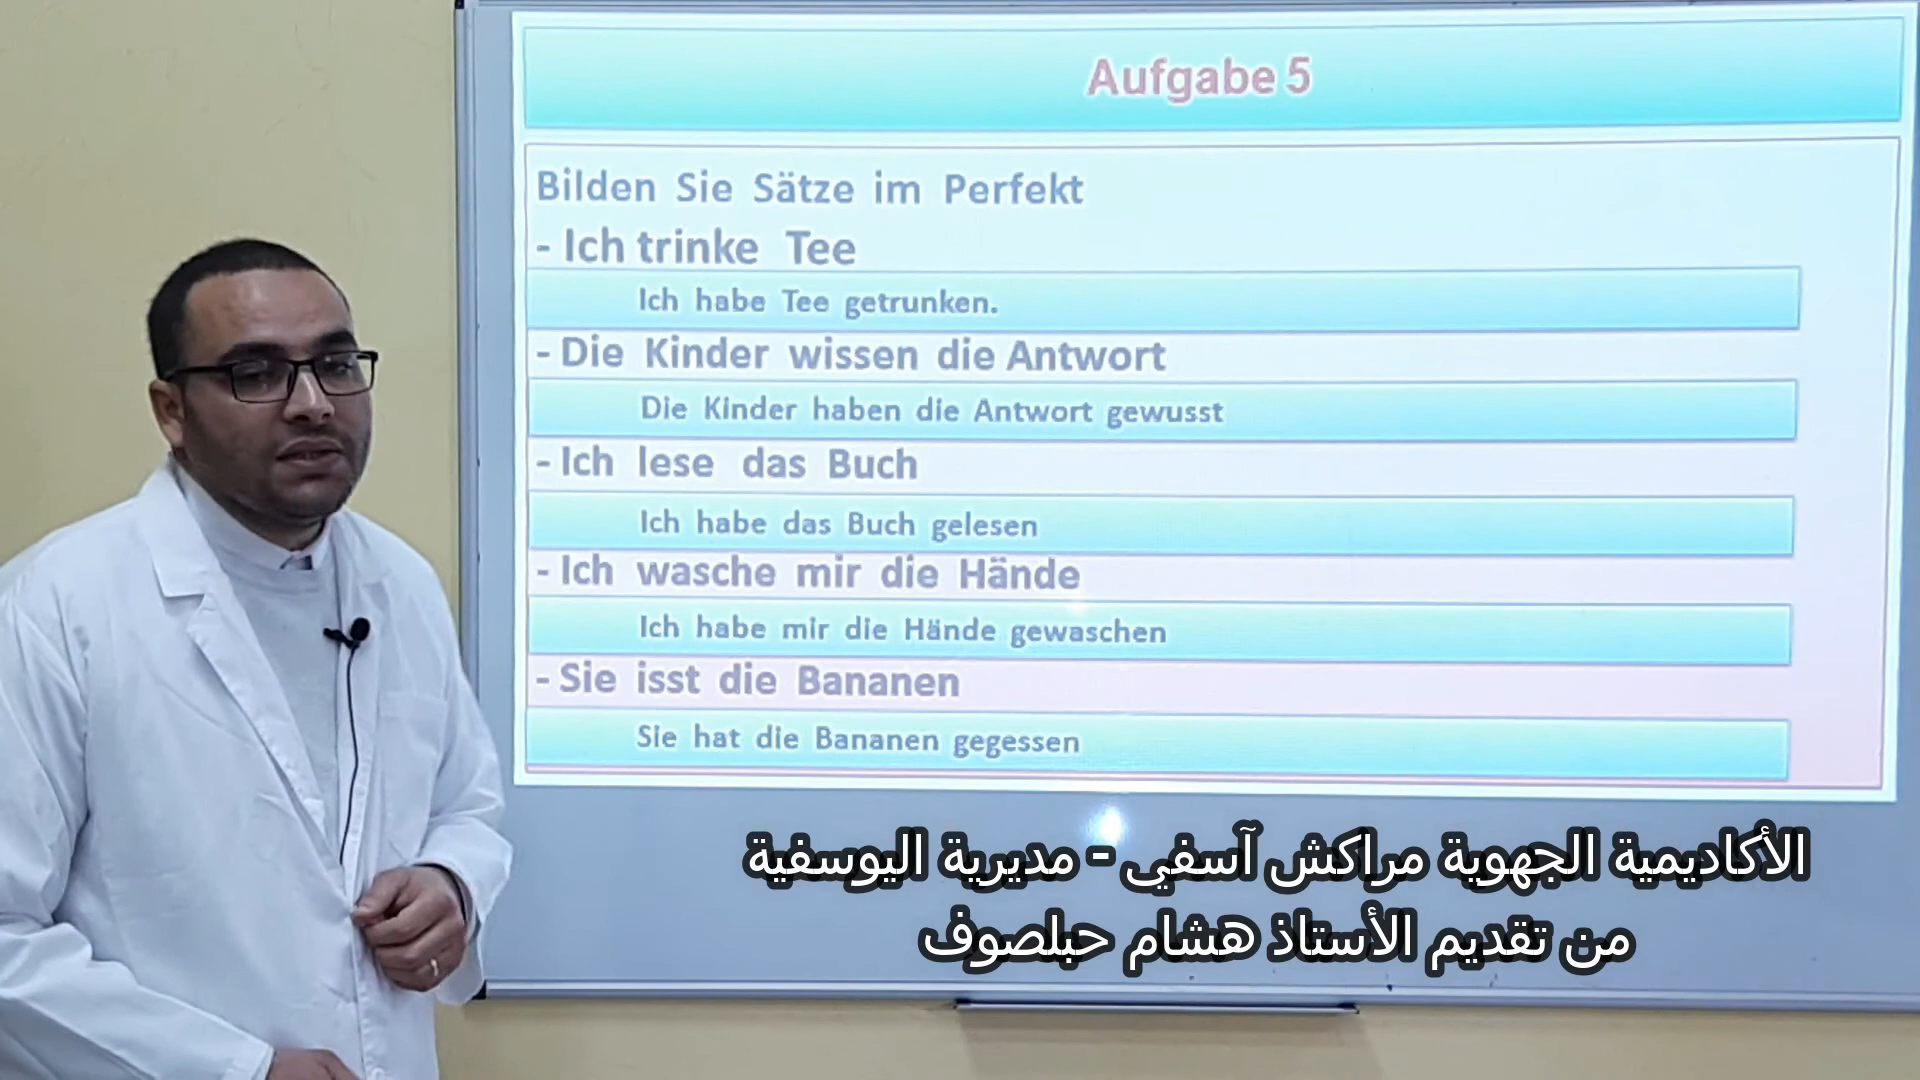 Aufgabe 5
Bilden Sie Sätze im Perfekt
- Ich trinke Tee
Ich habe Tee getrunken.
- Die Kinder wissen die Antwort
Die Kinder haben die Antwort gewusst
- Ich lese das Buch
Ich habe das Buch gelesen
- Ich wasche mir die Hände
Ich habe mir die Hände gewaschen
- Sie isst die Bananen
Sie hat die Bananen gegessen
الأكاديمية الجهوية مراكش آسفي - مديرية اليوسفية
من تقديم الأستاذ هشام حبلصوف